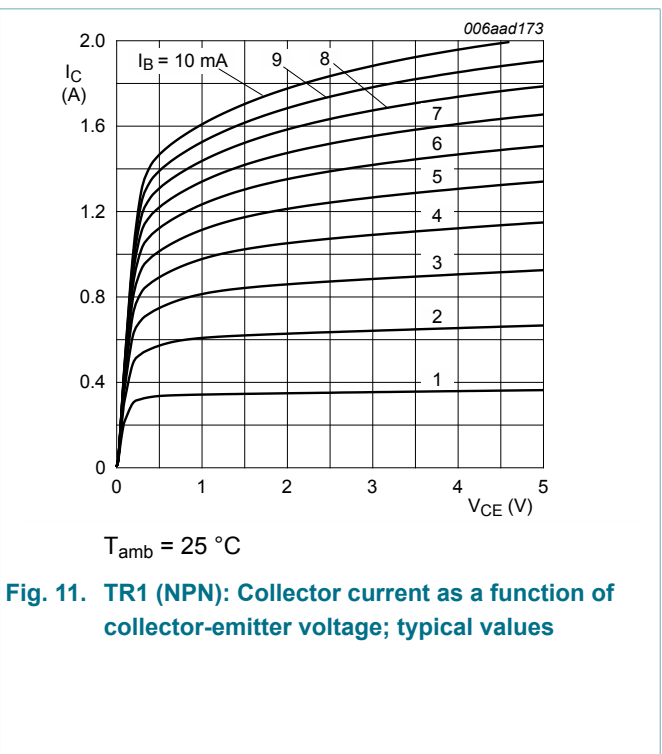 006aad173
2.0
I_C
(A)
I_B = 10 mA
9
8
1.6
7
6
5
1.2
4
3
0.8
2
0.4
1
0
0 1 2 3 4 5
V_CE (V)
T_amb = 25 °C
Fig. 11. TR1 (NPN): Collector current as a function of
collector-emitter voltage; typical values